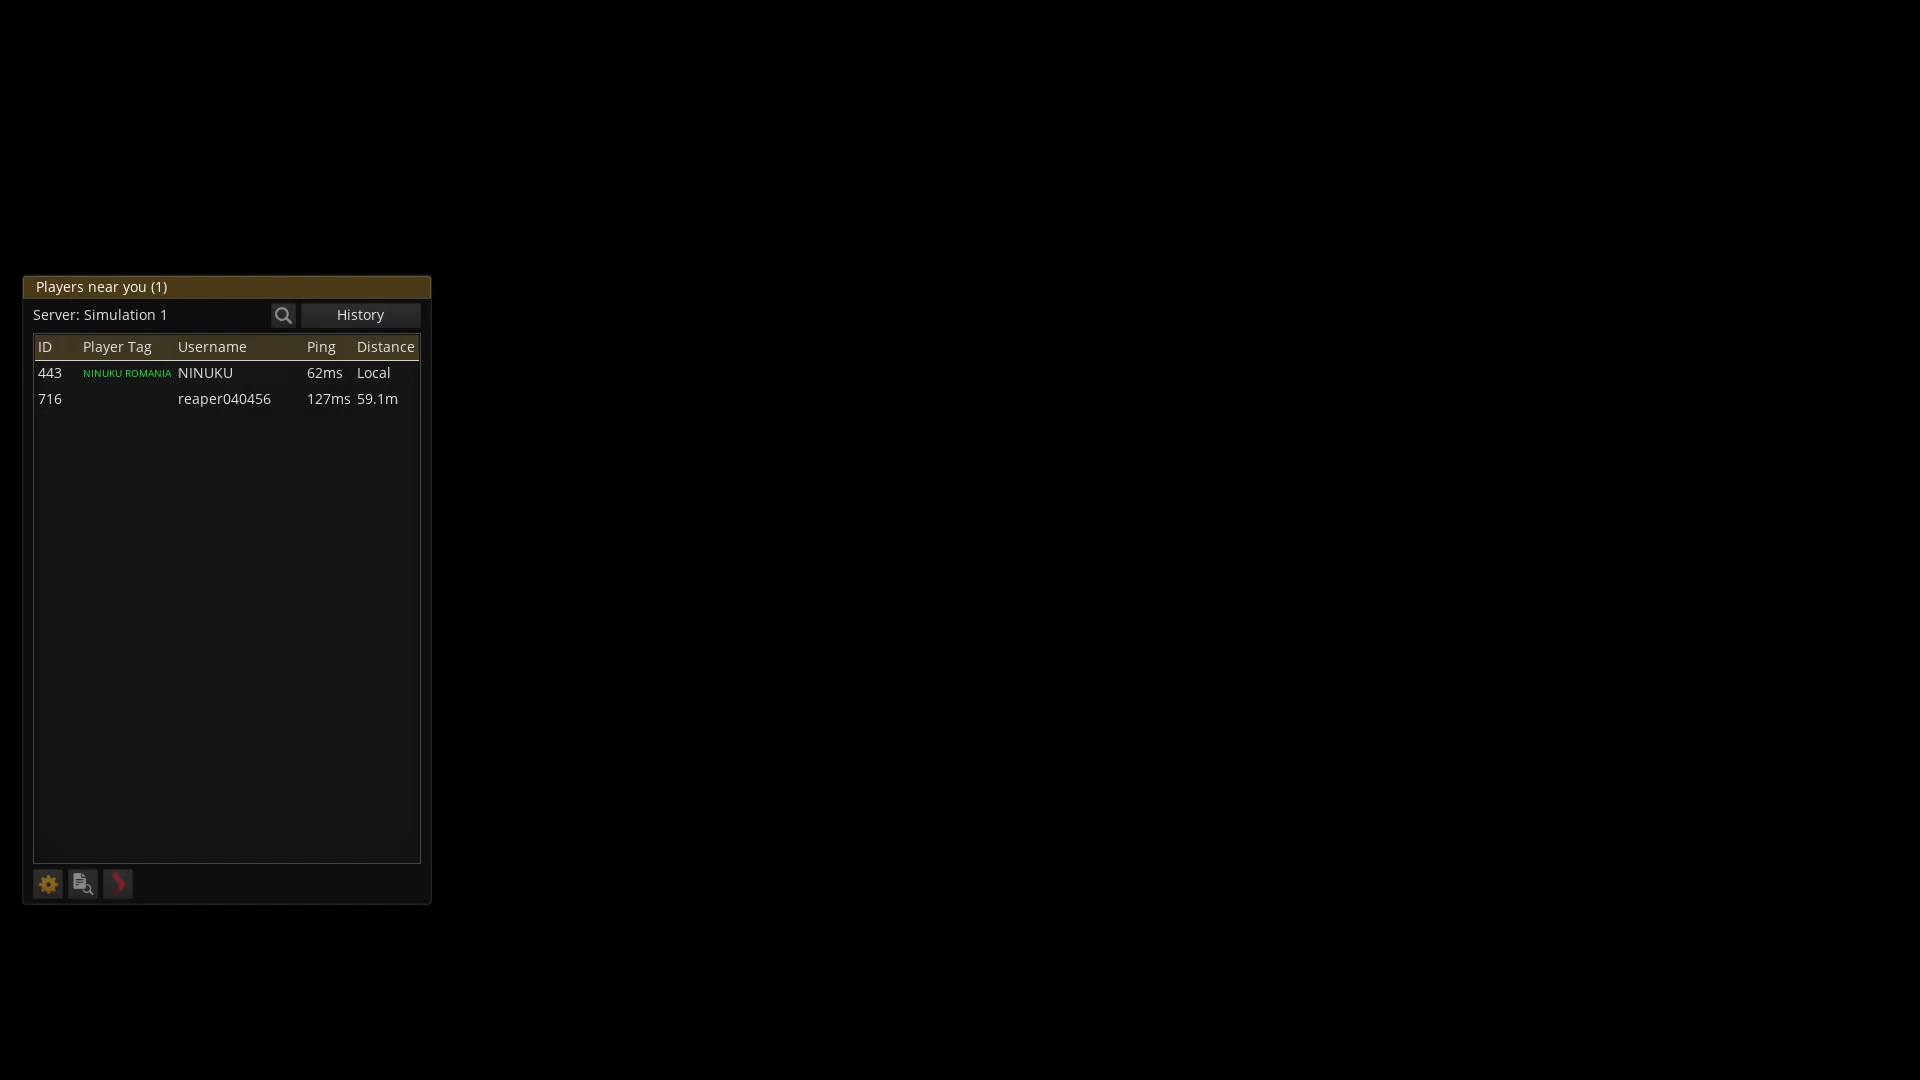 Players near you (1)
Server: Simulation 1 History
ID Player Tag Username Ping Distance
443 NINUKU ROMANIA NINUKU 62ms Local
716 reaper040456 127ms 59.1m